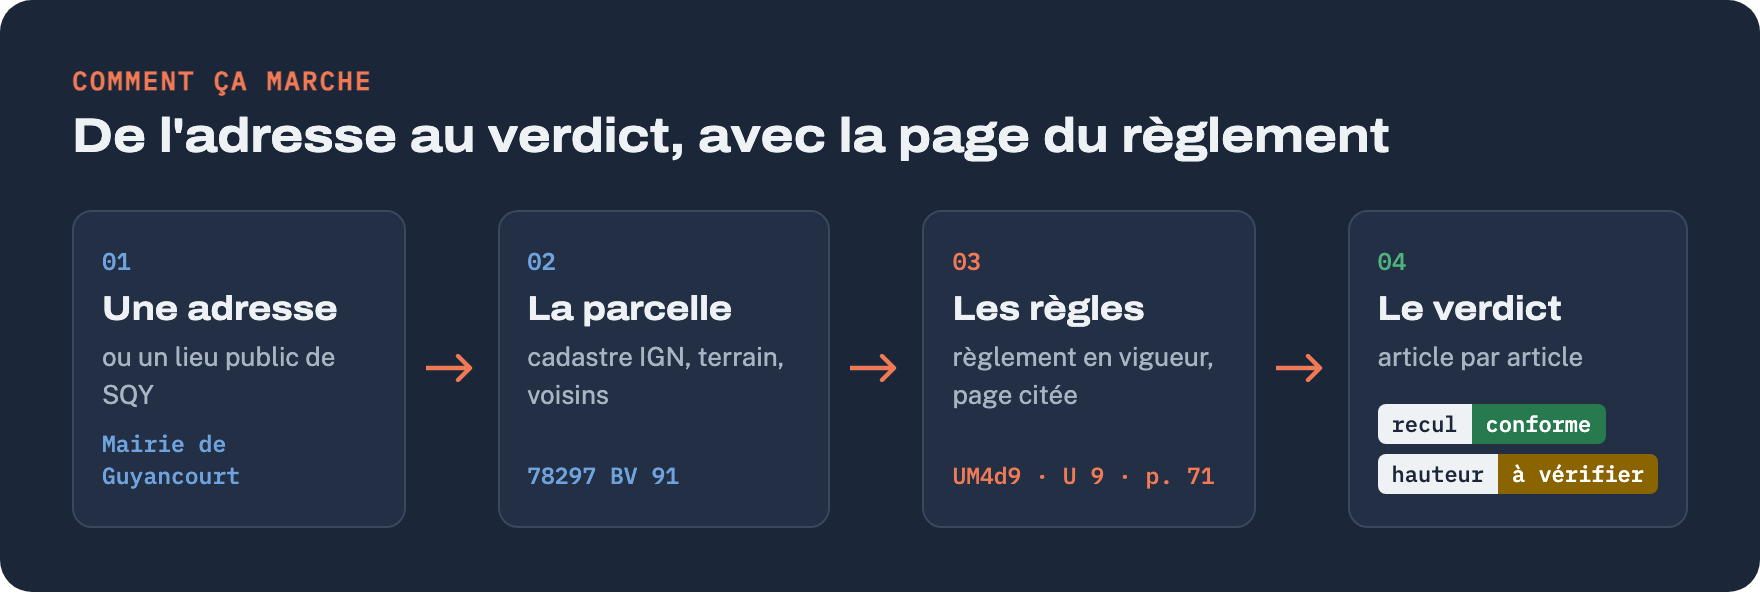 COMMENT ÇA MARCHE
De l'adresse au verdict, avec la page du règlement
01
Une adresse
ou un lieu public de
SQY
Mairie de
Guyancourt
02
La parcelle
cadastre IGN, terrain,
voisins
78297 BV 91
03
Les règles
règlement en vigueur,
page citée
UM4d9 · U 9 · p. 71
04
Le verdict
article par article
recul conforme
hauteur à vérifier